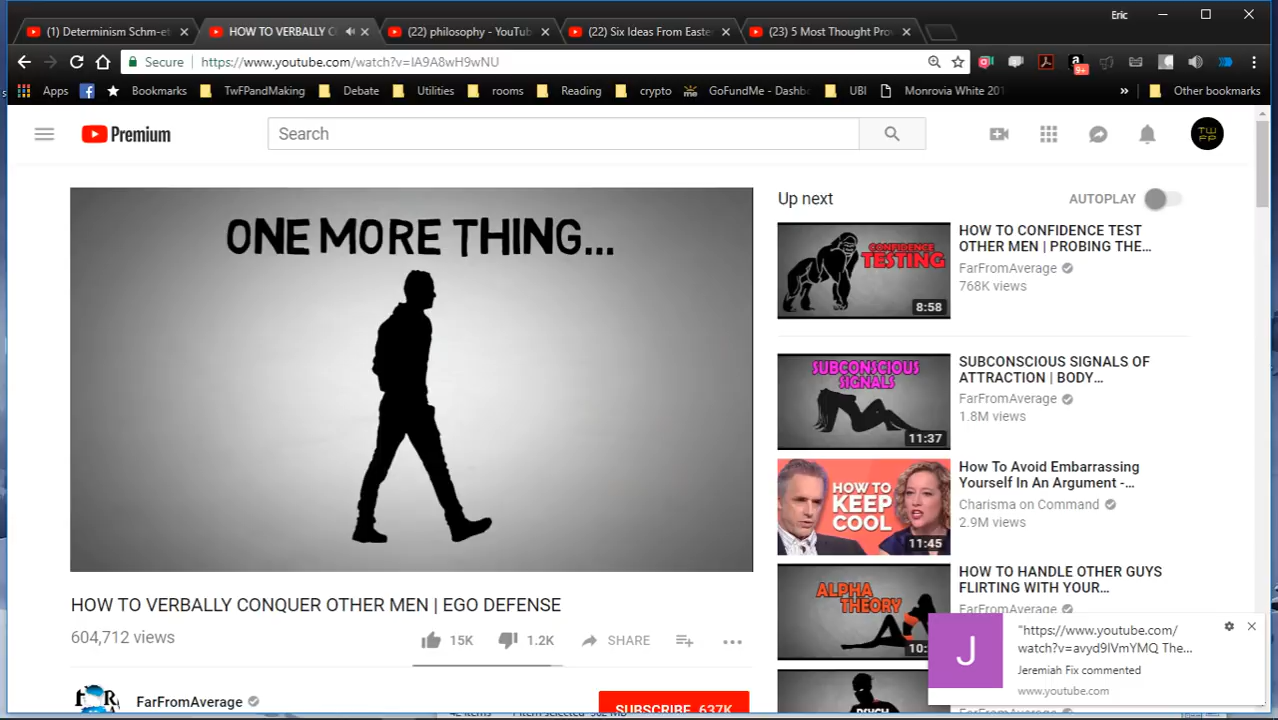 Eric
(1) Determinism Schm-et
HOW TO VERBALLY C
(22) philosophy - YouTub
(22) Six Ideas From Easte
(23) 5 Most Thought Pro
Secure
https://www.youtube.com/watch?v=IA9A8wH9wNU
9+
Apps
Bookmarks
TwFPandMaking
Debate
Utilities
rooms
Reading
crypto
GoFundMe - Dashb
UBI
Monrovia White 201
»
Other bookmarks
Premium
Search
TW
FP
ONE MORE THING...
Up next
AUTOPLAY
CONFIDENCE
TESTING
8:58
HOW TO CONFIDENCE TEST
OTHER MEN | PROBING THE...
FarFromAverage
768K views
SUBCONSCIOUS
SIGNALS
11:37
SUBCONSCIOUS SIGNALS OF
ATTRACTION | BODY...
FarFromAverage
1.8M views
HOW TO
KEEP
COOL
11:45
How To Avoid Embarrassing
Yourself In An Argument -...
Charisma on Command
2.9M views
ALPHA
THEORY
10:
HOW TO HANDLE OTHER GUYS
FLIRTING WITH YOUR...
FarFromAverage
HOW TO VERBALLY CONQUER OTHER MEN | EGO DEFENSE
604,712 views
15K
1.2K
SHARE
J
"https://www.youtube.com/
watch?v=avyd9IVmYMQ The...
Jeremiah Fix commented
www.youtube.com
FarFromAverage
SUBSCRIBE 637K